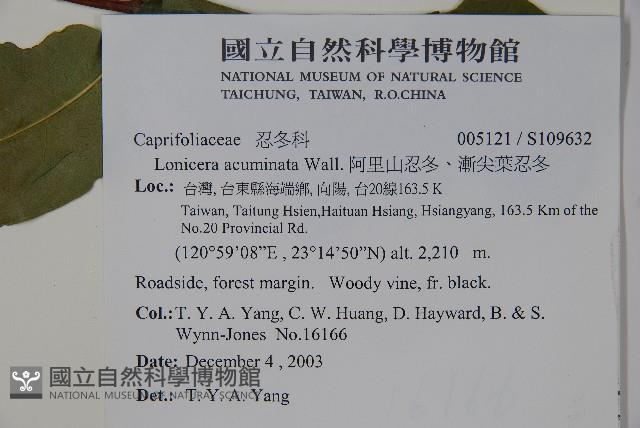 國立自然科學博物館
NATIONAL MUSEUM OF NATURAL SCIENCE
TAICHUNG, TAIWAN, R.O.CHINA
Caprifoliaceae 忍冬科 005121 / S109632
Lonicera acuminata Wall. 阿里山忍冬、漸尖葉忍冬
Loc.: 台灣, 台東縣海端鄉, 向陽, 台20線163.5 K
Taiwan, Taitung Hsien,Haituan Hsiang, Hsiangyang, 163.5 Km of the
No.20 Provincial Rd.
(120°59'08"E , 23°14'50"N) alt. 2,210 m.
Roadside, forest margin. Woody vine, fr. black.
Col.: T. Y. A. Yang, C. W. Huang, D. Hayward, B. & S.
Wynn-Jones No.16166
Date: December 4 , 2003
Det.: T. Y. A. Yang
國立自然科學博物館
NATIONAL MUSEUM OF NATURAL SCIENCE